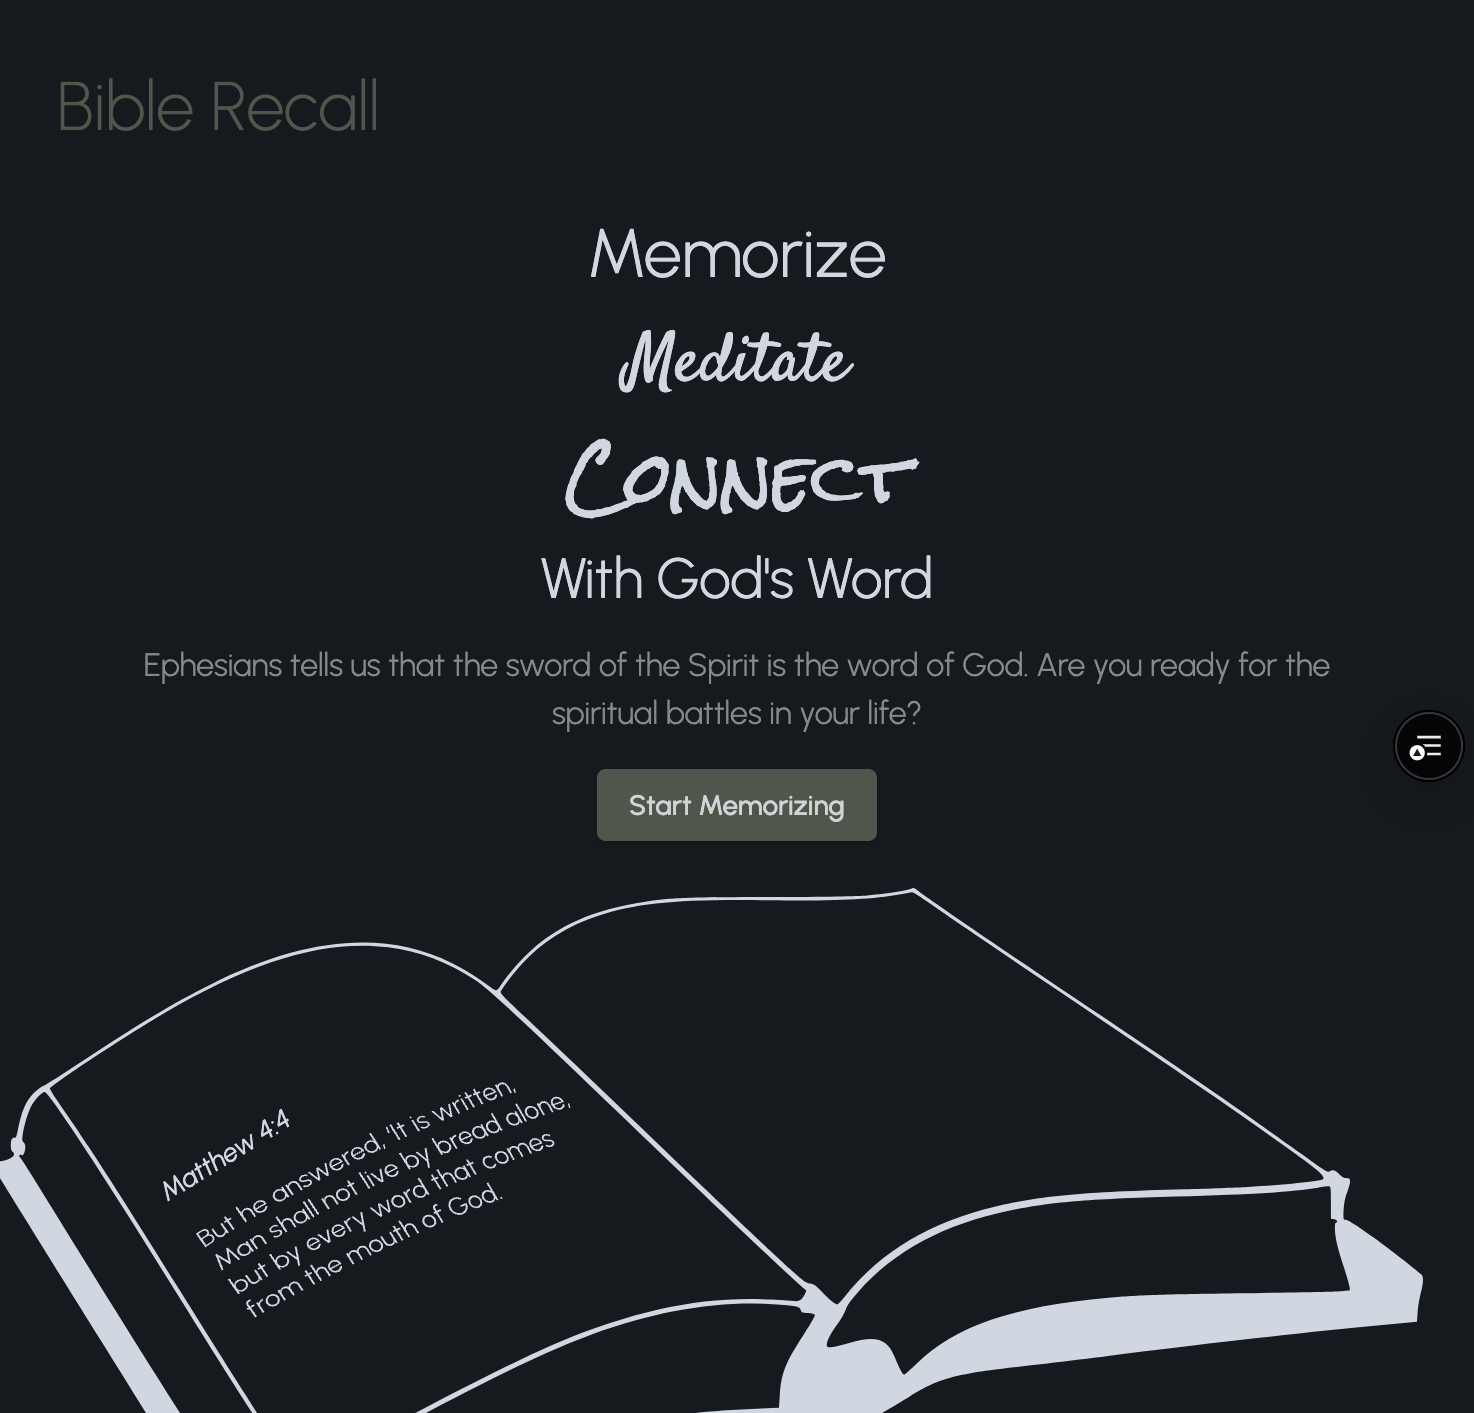 Bible Recall
Memorize
Meditate
Connect
With God's Word
Ephesians tells us that the sword of the Spirit is the word of God. Are you ready for the
spiritual battles in your life?
Start Memorizing
Matthew 4:4
But he answered, 'It is written,
Man shall not live by bread alone,
but by every word that comes
from the mouth of God.